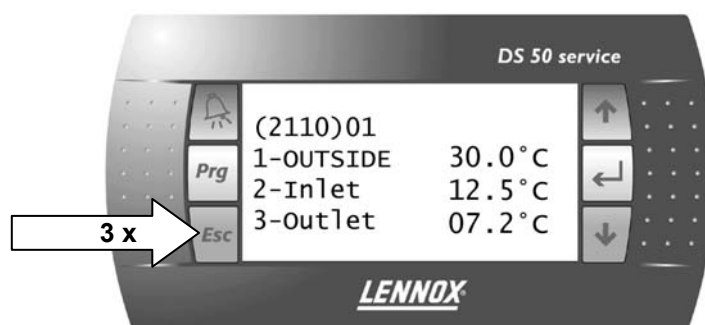 DS 50 service
(2110)01
1-OUTSIDE 30.0°C
2-Inlet 12.5°C
3-Outlet 07.2°C
Prg
3 x
Esc
LENNOX